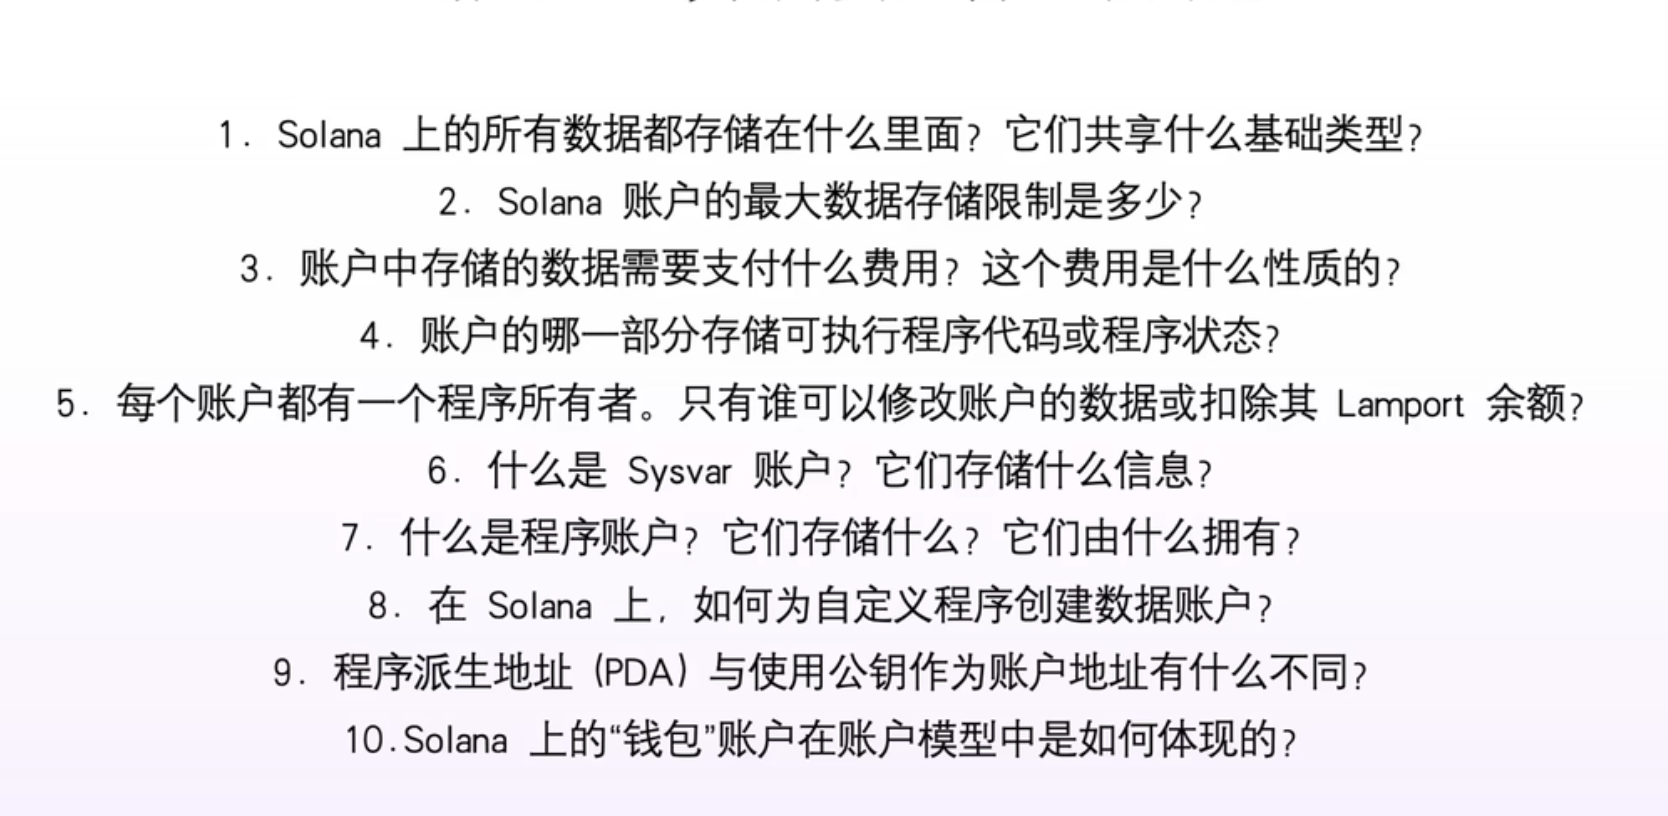 1. Solana 上的所有数据都存储在什么里面? 它们共享什么基础类型?
2. Solana 账户的最大数据存储限制是多少?
3. 账户中存储的数据需要支付什么费用? 这个费用是什么性质的?
4. 账户的哪一部分存储可执行程序代码或程序状态?
5. 每个账户都有一个程序所有者。只有谁可以修改账户的数据或扣除其 Lamport 余额?
6. 什么是 Sysvar 账户? 它们存储什么信息?
7. 什么是程序账户? 它们存储什么? 它们由什么拥有?
8. 在 Solana 上, 如何为自定义程序创建数据账户?
9. 程序派生地址 (PDA) 与使用公钥作为账户地址有什么不同?
10.Solana 上的“钱包”账户在账户模型中是如何体现的?